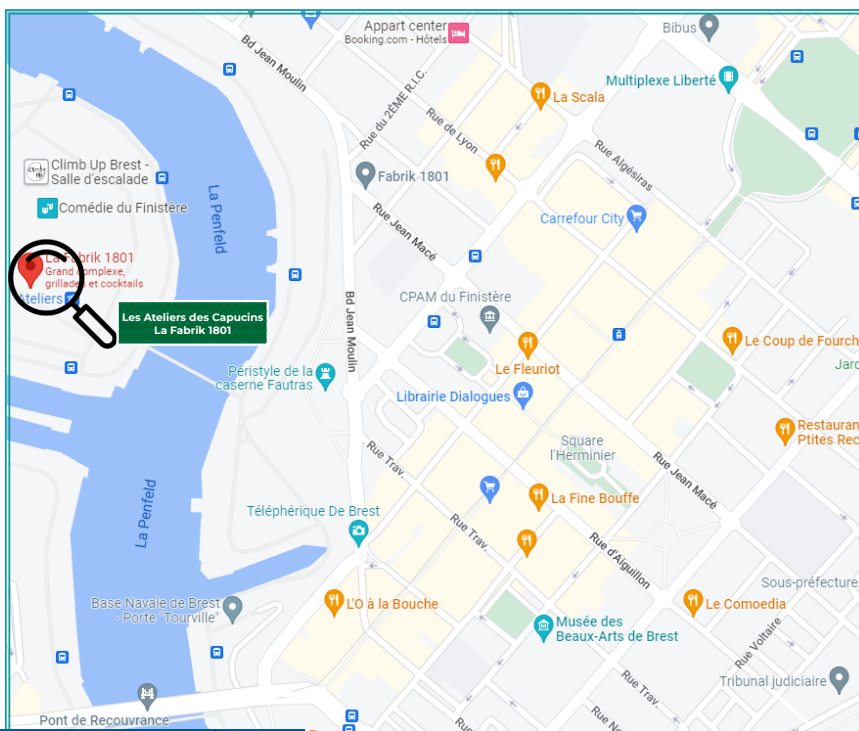 Appart center
Booking.com - Hôtels
Bibus
Bd Jean Moulin
Multiplexe Liberté
La Scala
Rue du 2ÈME R.I.C.
Rue de Lyon
Rue Algésiras
Climb Up Brest -
Salle d'escalade
Fabrik 1801
Comédie du Finistère
La Penfeld
Rue Jean Macé
Carrefour City
La Fabrik 1801
Grand complexe,
grillades et cocktails
Ateliers
CPAM du Finistère
Les Ateliers des Capucins
La Fabrik 1801
Bd Jean Moulin
Le Coup de Fourch
Jard
Péristyle de la
caserne Fautras
Le Fleuriot
Librairie Dialogues
Restauran
Ptites Rec
Square
l'Herminier
Rue Trav.
Rue Jean Macé
La Penfeld
La Fine Bouffe
Téléphérique De Brest
Rue Trav.
Rue d'Aiguillon
Sous-préfecture
Base Navale de Brest
- Porte "Tourville"
L'O à la Bouche
Le Comoedia
Musée des
Beaux-Arts de Brest
Rue Voltaire
Rue Trav.
Tribunal judiciaire
Pont de Recouvrance